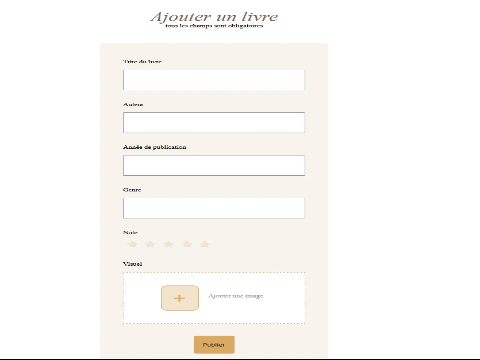 Ajouter un livre
tous les champs sont obligatoires
Titre du livre
Auteur
Année de publication
Genre
Note
Visuel
+ Ajouter une image
Publier